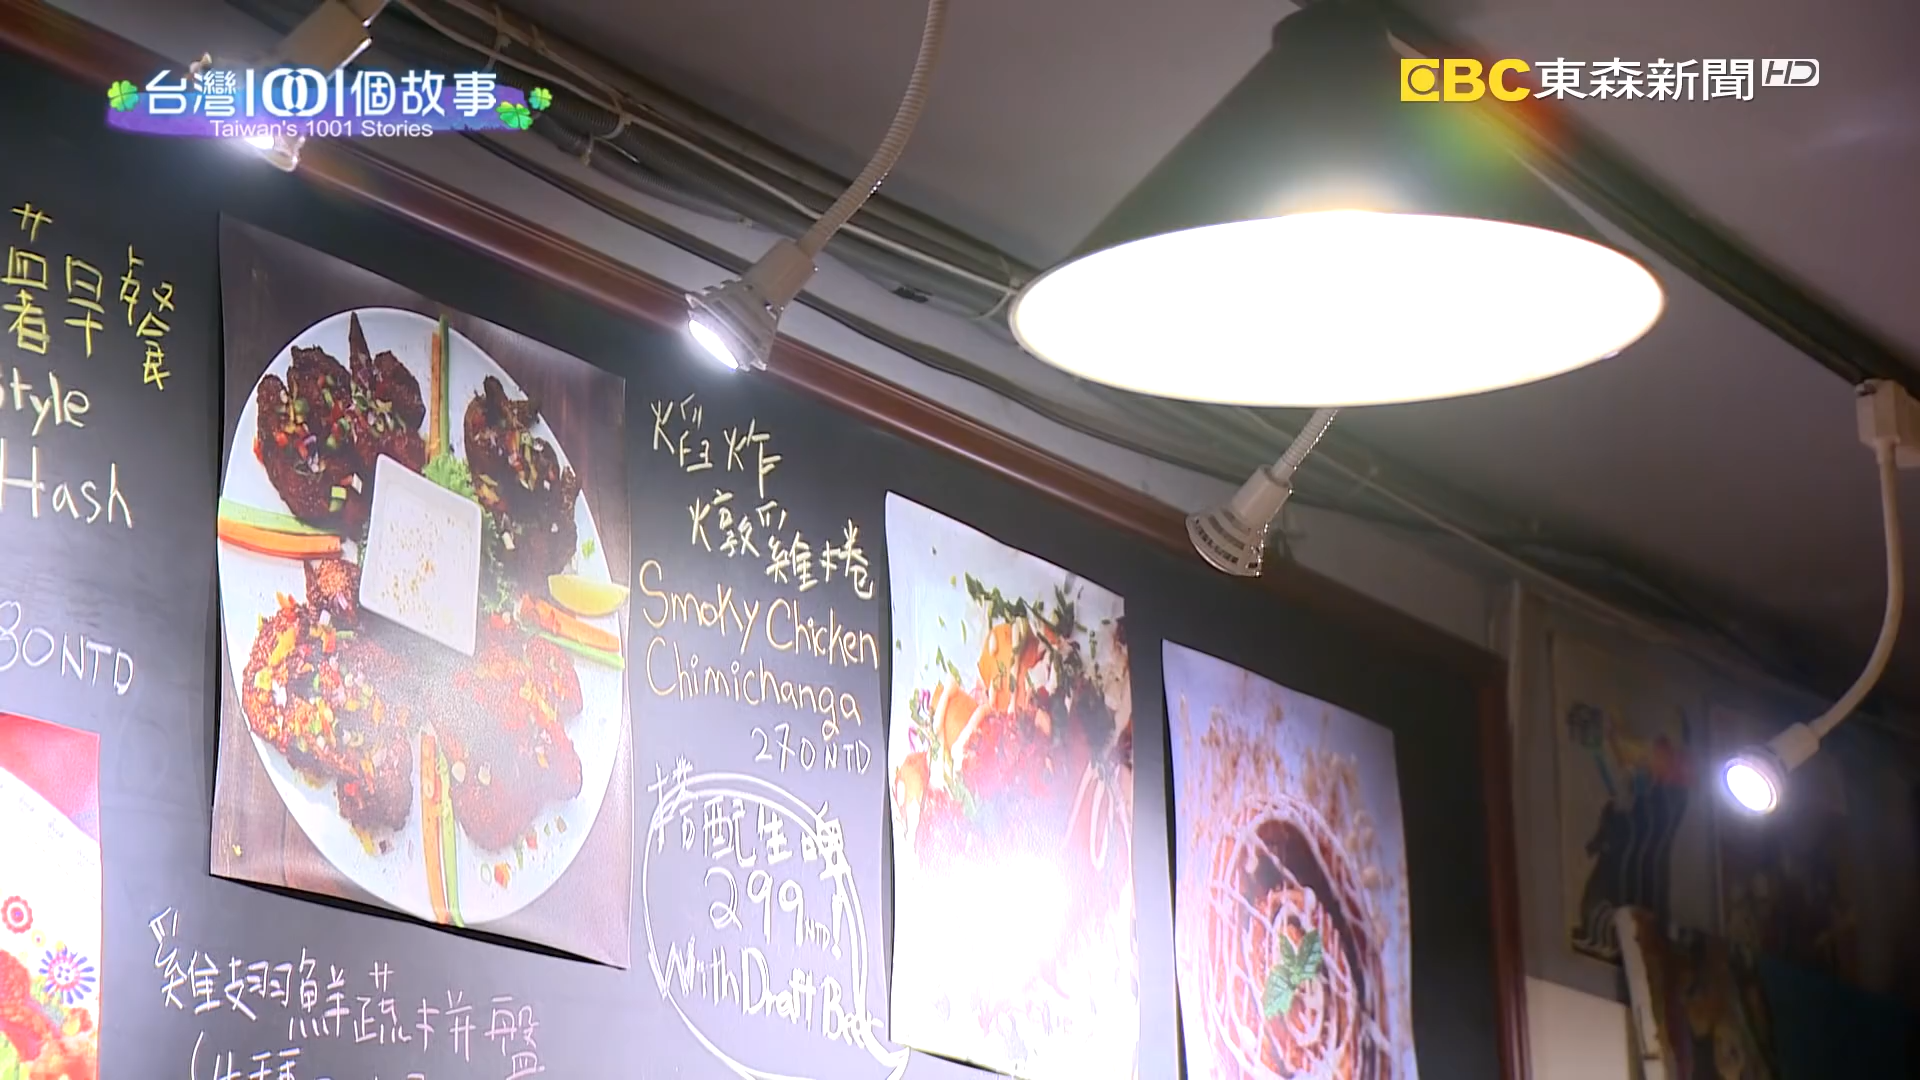 台灣1001個故事
Taiwan's 1001 Stories
EBC東森新聞HD
薯早餐
Style
Hash
80NTD
焰炸
燉雞捲
Smoky Chicken
Chimichanga
270NTD
搭配生啤
299NTD!
With Draft Beer
雞翅鮮蔬拼盤